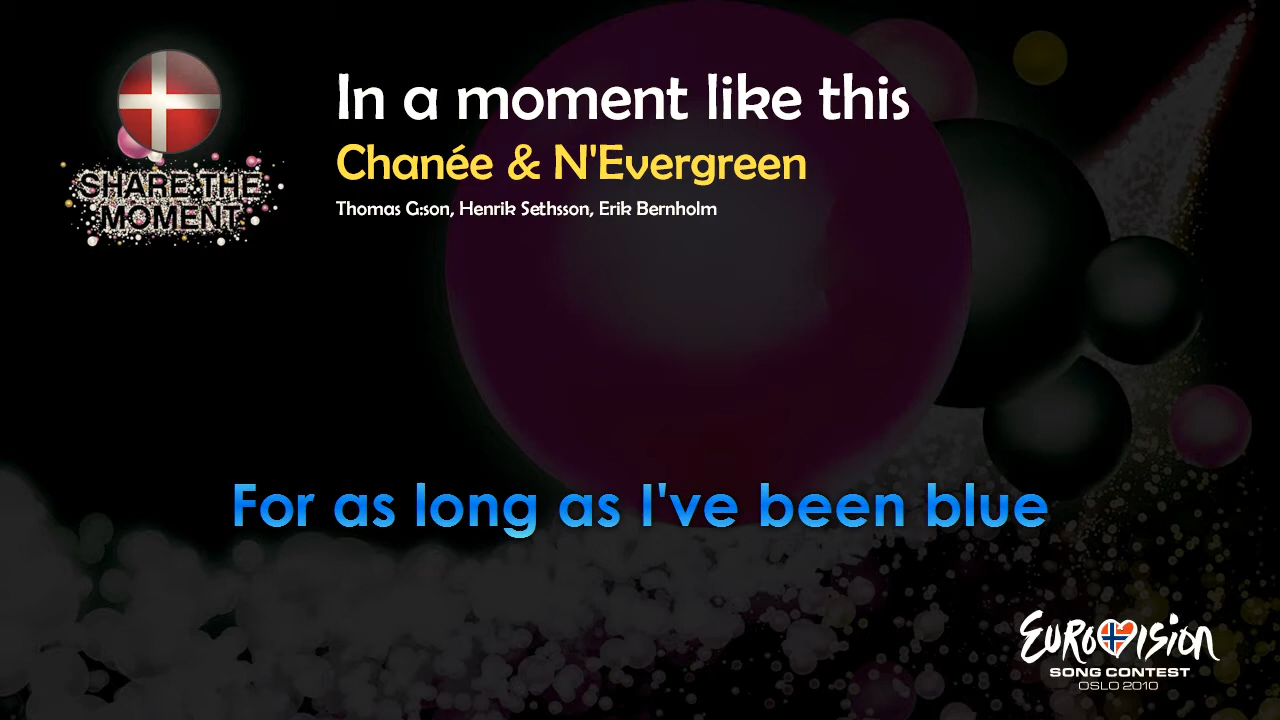 SHARE THE
MOMENT
In a moment like this
Chanée & N'Evergreen
Thomas G:son, Henrik Sethsson, Erik Bernholm
For as long as I've been blue
EUROVISION
SONG CONTEST
OSLO 2010